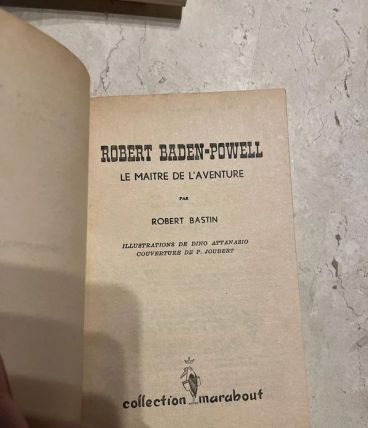 ROBERT BADEN-POWELL
LE MAITRE DE L'AVENTURE
PAR
ROBERT BASTIN
ILLUSTRATIONS DE DINO ATTANASIO
COUVERTURE DE P. JOUBERT
collection marabout